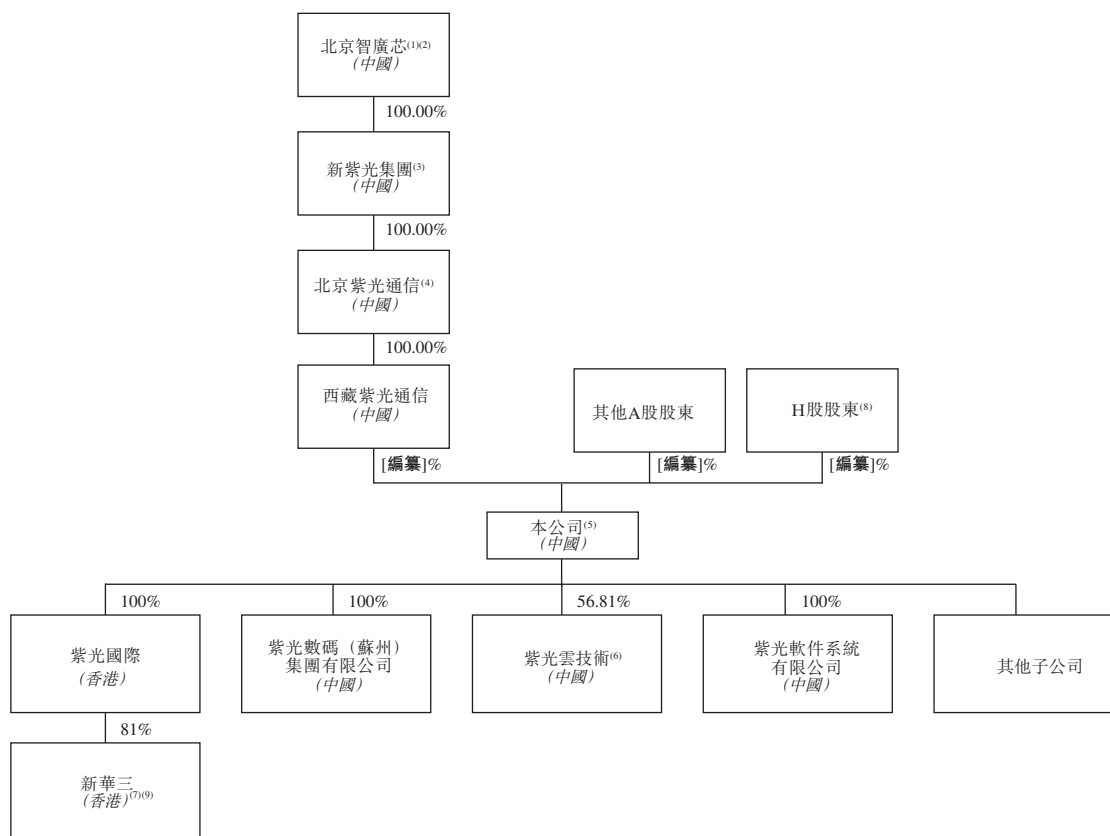 北京智廣芯(1)(2)
(中國)
100.00%
新紫光集團(3)
(中國)
100.00%
北京紫光通信(4)
(中國)
100.00%
西藏紫光通信
(中國)
其他A股股東
H股股東(8)
[編纂]%
[編纂]%
[編纂]%
本公司(5)
(中國)
100%
100%
56.81%
100%
紫光國際
(香港)
紫光數碼（蘇州）
集團有限公司
(中國)
紫光雲技術(6)
(中國)
紫光軟件系統
有限公司
(中國)
其他子公司
81%
新華三
(香港)(7)(9)